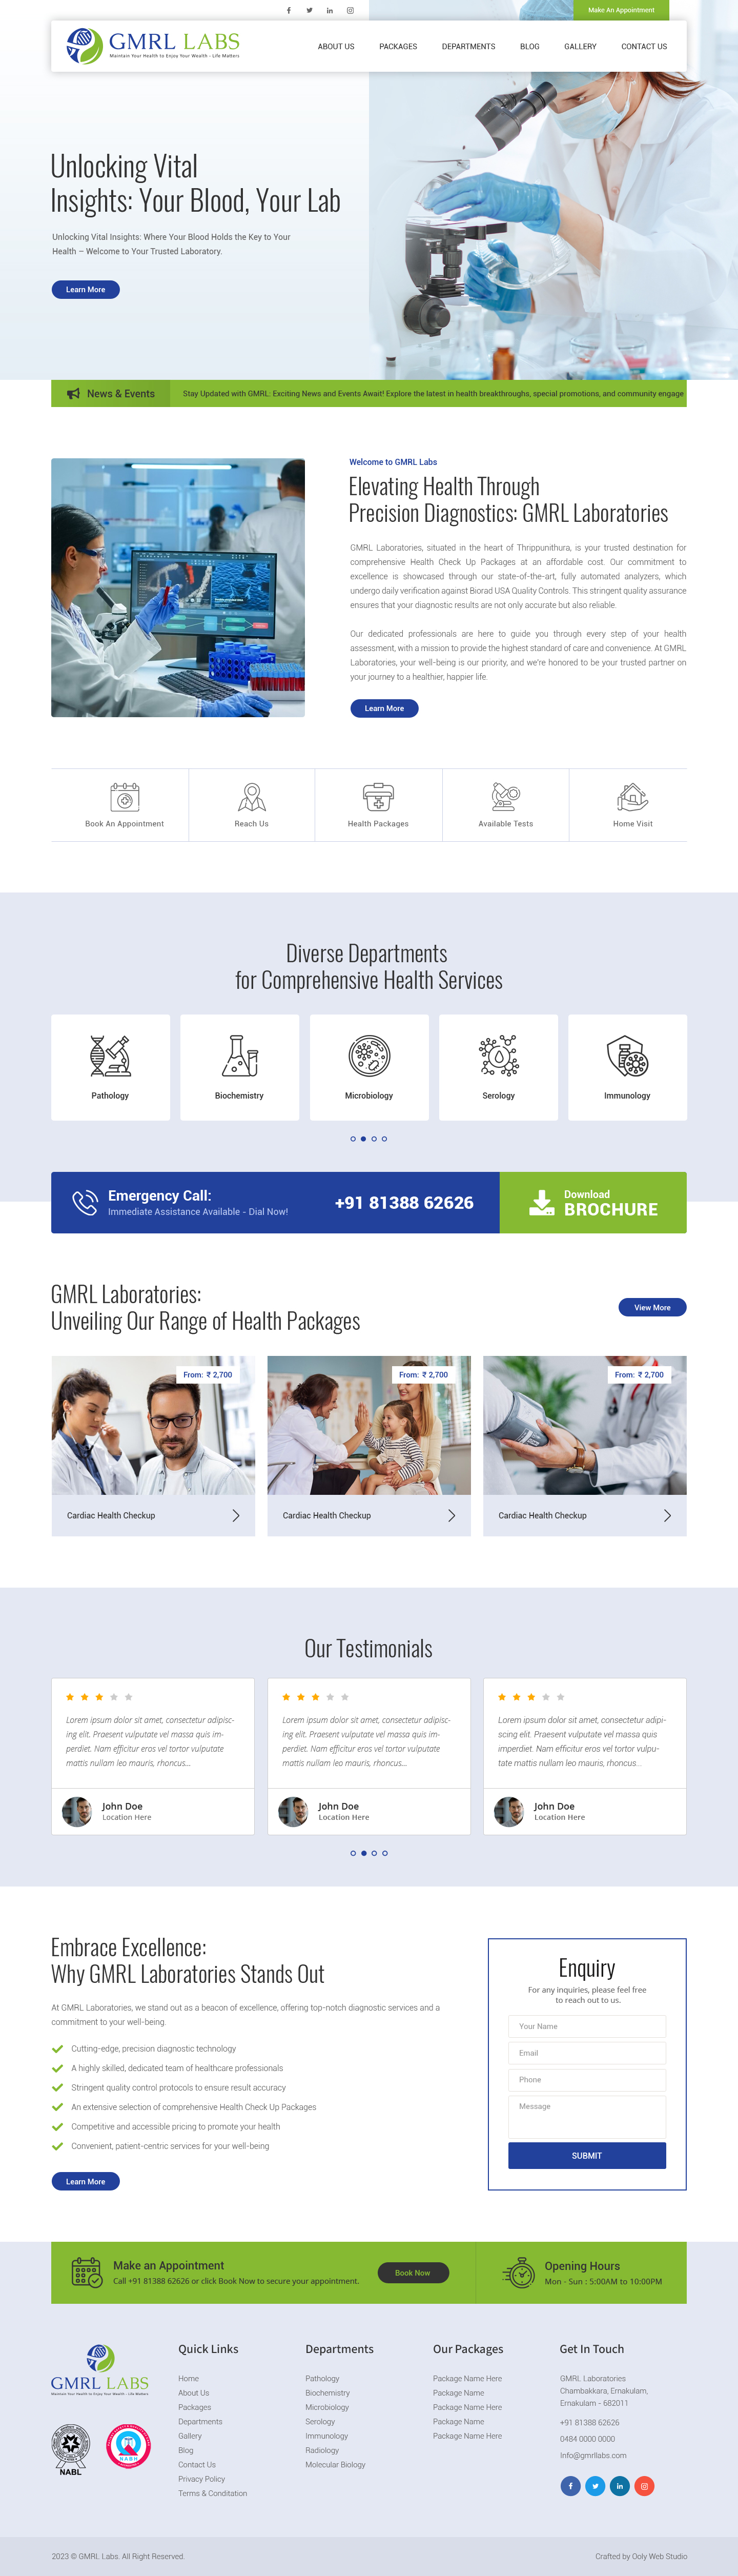 Make An Appointment
GMRL LABS
Maintain Your Health to Enjoy Your Wealth - Life Matters
ABOUT US
PACKAGES
DEPARTMENTS
BLOG
GALLERY
CONTACT US
Unlocking Vital
Insights: Your Blood, Your Lab
Unlocking Vital Insights: Where Your Blood Holds the Key to Your
Health – Welcome to Your Trusted Laboratory.
Learn More
News & Events
Stay Updated with GMRL: Exciting News and Events Await! Explore the latest in health breakthroughs, special promotions, and community engage
Welcome to GMRL Labs
Elevating Health Through
Precision Diagnostics: GMRL Laboratories
GMRL Laboratories, situated in the heart of Thrippunithura, is your trusted destination for
comprehensive Health Check Up Packages at an affordable cost. Our commitment to
excellence is showcased through our state-of-the-art, fully automated analyzers, which
undergo daily verification against Biorad USA Quality Controls. This stringent quality assurance
ensures that your diagnostic results are not only accurate but also reliable.
Our dedicated professionals are here to guide you through every step of your health
assessment, with a mission to provide the highest standard of care and convenience. At GMRL
Laboratories, your well-being is our priority, and we're honored to be your trusted partner on
your journey to a healthier, happier life.
Learn More
Book An Appointment
Reach Us
Health Packages
Available Tests
Home Visit
Diverse Departments
for Comprehensive Health Services
Pathology
Biochemistry
Microbiology
Serology
Immunology
Emergency Call:
Immediate Assistance Available - Dial Now!
+91 81388 62626
Download
BROCHURE
GMRL Laboratories:
Unveiling Our Range of Health Packages
View More
From: ₹ 2,700
From: ₹ 2,700
From: ₹ 2,700
Cardiac Health Checkup
Cardiac Health Checkup
Cardiac Health Checkup
Our Testimonials
Lorem ipsum dolor sit amet, consectetur adipisc-
ing elit. Praesent vulputate vel massa quis im-
perdiet. Nam efficitur eros vel tortor vulputate
mattis nullam leo mauris, rhoncus...
John Doe
Location Here
Lorem ipsum dolor sit amet, consectetur adipisc-
ing elit. Praesent vulputate vel massa quis im-
perdiet. Nam efficitur eros vel tortor vulputate
mattis nullam leo mauris, rhoncus...
John Doe
Location Here
Lorem ipsum dolor sit amet, consectetur adipi-
scing elit. Praesent vulputate vel massa quis
imperdiet. Nam efficitur eros vel tortor vulpu-
tate mattis nullam leo mauris, rhoncus...
John Doe
Location Here
Embrace Excellence:
Why GMRL Laboratories Stands Out
At GMRL Laboratories, we stand out as a beacon of excellence, offering top-notch diagnostic services and a
commitment to your well-being.
Cutting-edge, precision diagnostic technology
A highly skilled, dedicated team of healthcare professionals
Stringent quality control protocols to ensure result accuracy
An extensive selection of comprehensive Health Check Up Packages
Competitive and accessible pricing to promote your health
Convenient, patient-centric services for your well-being
Learn More
Enquiry
For any inquiries, please feel free
to reach out to us.
Your Name
Email
Phone
Message
SUBMIT
Make an Appointment
Call +91 81388 62626 or click Book Now to secure your appointment.
Book Now
Opening Hours
Mon - Sun : 5:00AM to 10:00PM
GMRL LABS
Maintain Your Health to Enjoy Your Wealth - Life Matters
NABL
NABH
Quick Links
Home
About Us
Packages
Departments
Gallery
Blog
Contact Us
Privacy Policy
Terms & Conditation
Departments
Pathology
Biochemistry
Microbiology
Serology
Immunology
Radiology
Molecular Biology
Our Packages
Package Name Here
Package Name
Package Name Here
Package Name
Package Name Here
Get In Touch
GMRL Laboratories
Chambakkara, Ernakulam,
Ernakulam - 682011
+91 81388 62626
0484 0000 0000
Info@gmrllabs.com
2023 © GMRL Labs. All Right Reserved.
Crafted by Ooly Web Studio